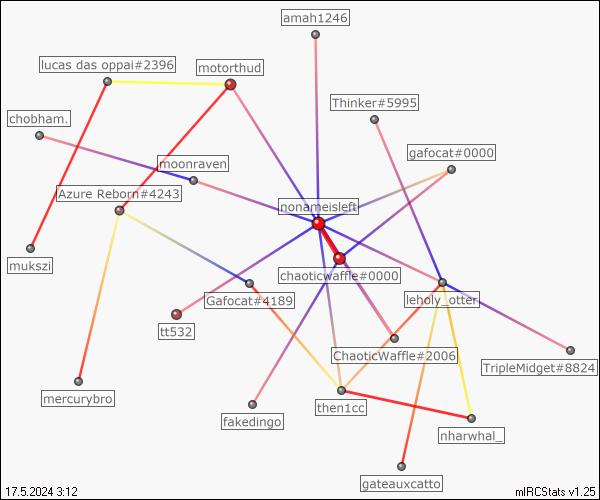 amah1246
lucas das oppai#2396
motorthud
Thinker#5995
chobham.
gafocat#0000
moonraven
Azure Reborn#4243
nonameisleft
mukszi
chaoticwaffle#0000
Gafocat#4189
leholy_otter
tt532
ChaoticWaffle#2006
TripleMidget#8824
mercurybro
then1cc
fakedingo
nharwhal_
gateauxcatto
17.5.2024 3:12
mIRCStats v1.25